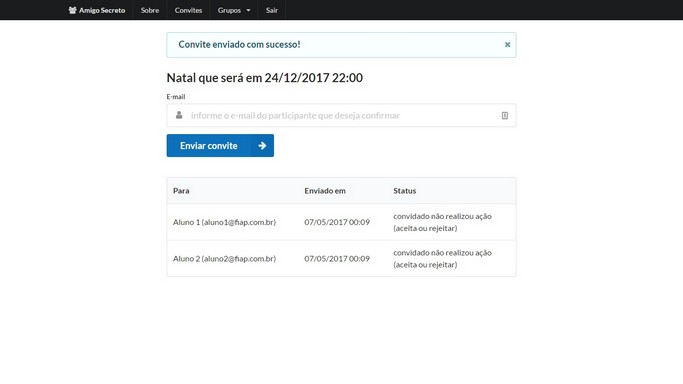 Amigo Secreto Sobre Convites Grupos Sair
Convite enviado com sucesso!
Natal que será em 24/12/2017 22:00
E-mail
informe o e-mail do participante que deseja confirmar
Enviar convite
Para Enviado em Status
Aluno 1 (aluno1@fiap.com.br) 07/05/2017 00:09 convidado não realizou ação
(aceita ou rejeitar)
Aluno 2 (aluno2@fiap.com.br) 07/05/2017 00:09 convidado não realizou ação
(aceita ou rejeitar)